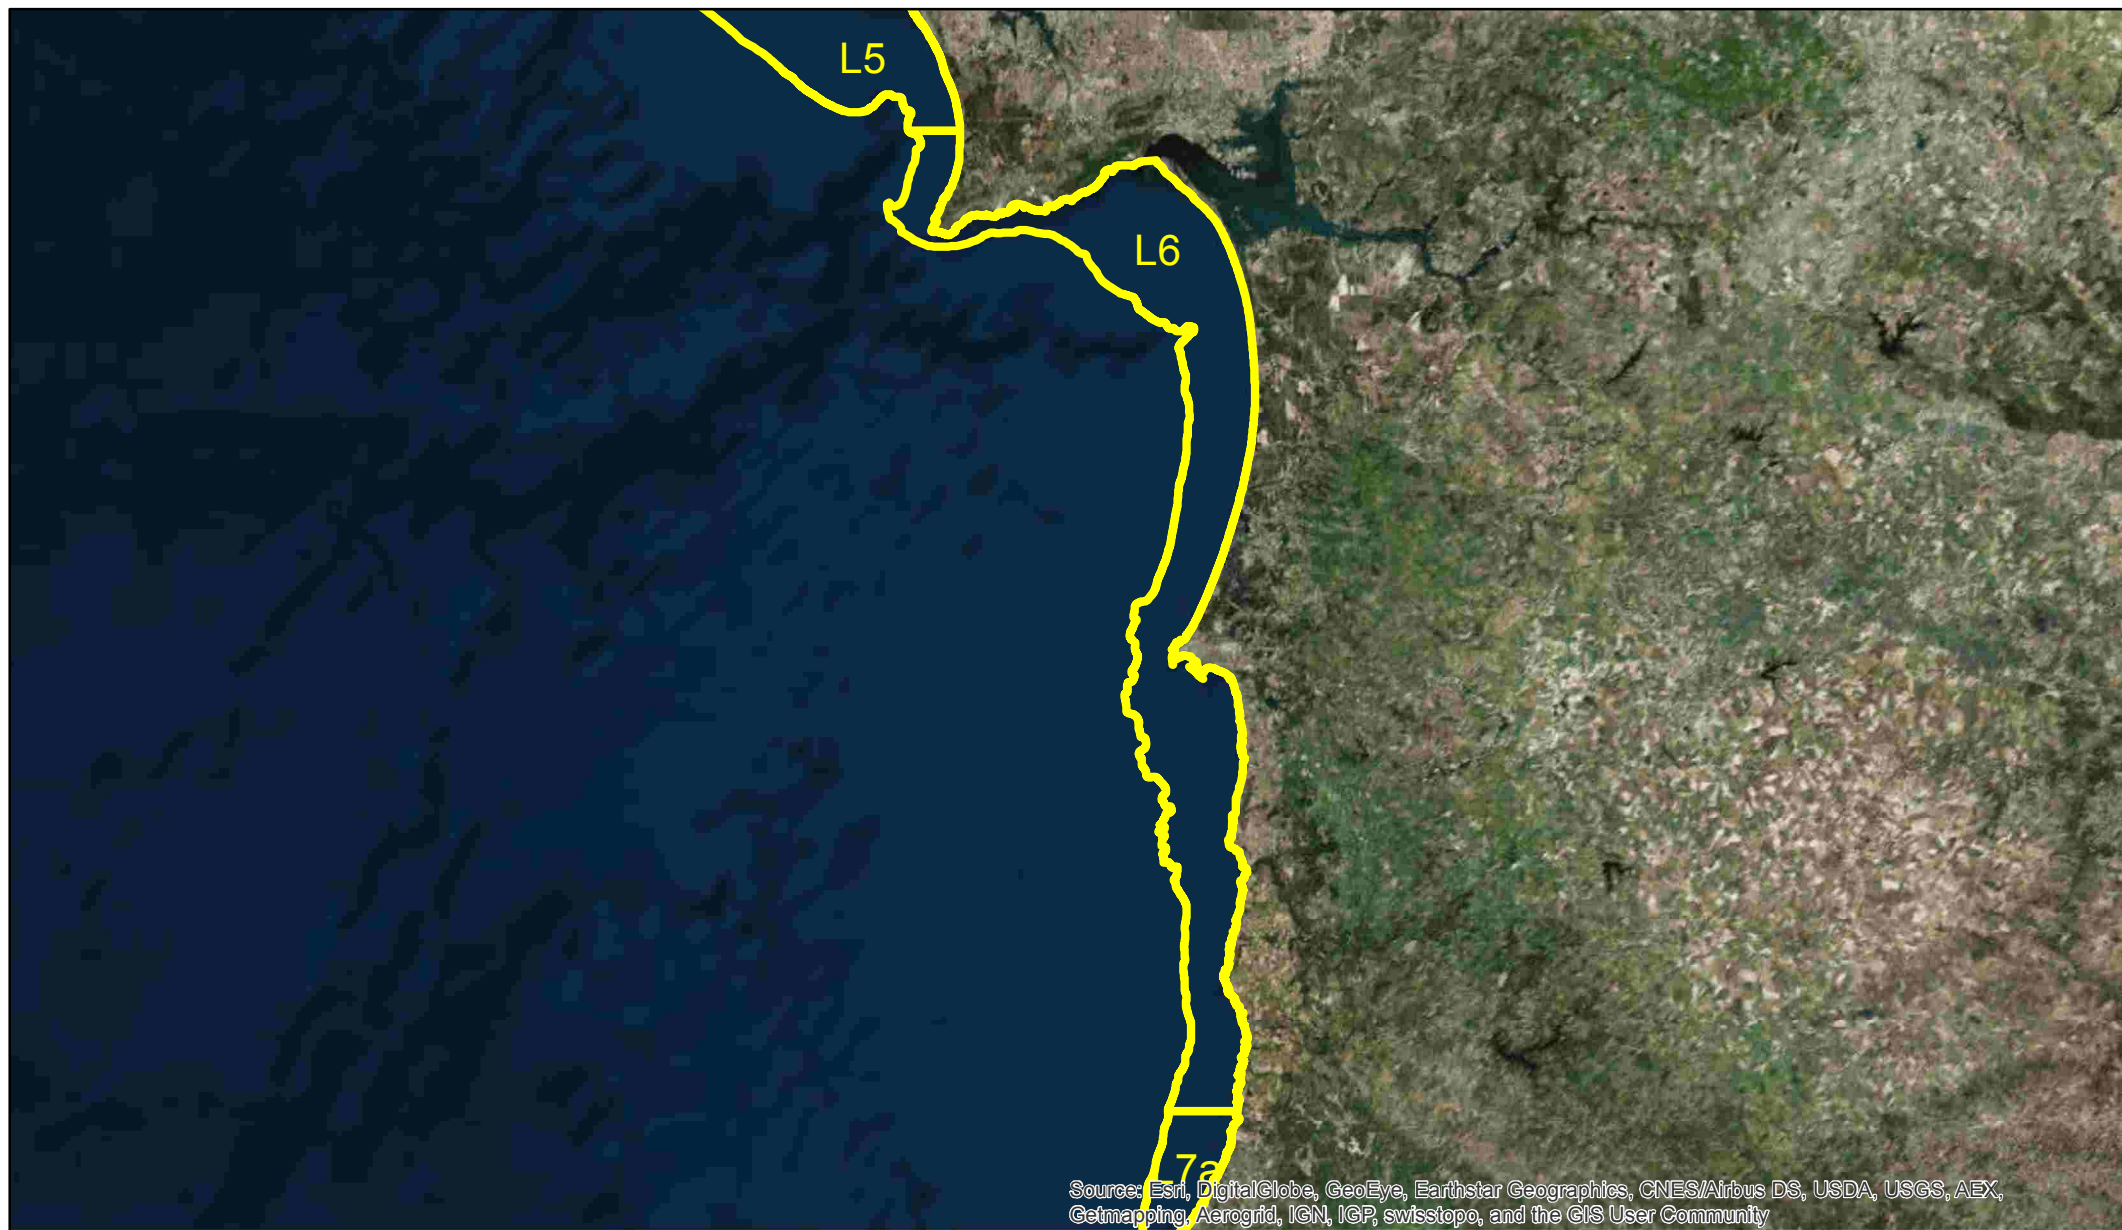 L5
L6
L7a
Source: Esri, DigitalGlobe, GeoEye, Earthstar Geographics, CNES/Airbus DS, USDA, USGS, AEX,
Getmapping, Aerogrid, IGN, IGP, swisstopo, and the GIS User Community